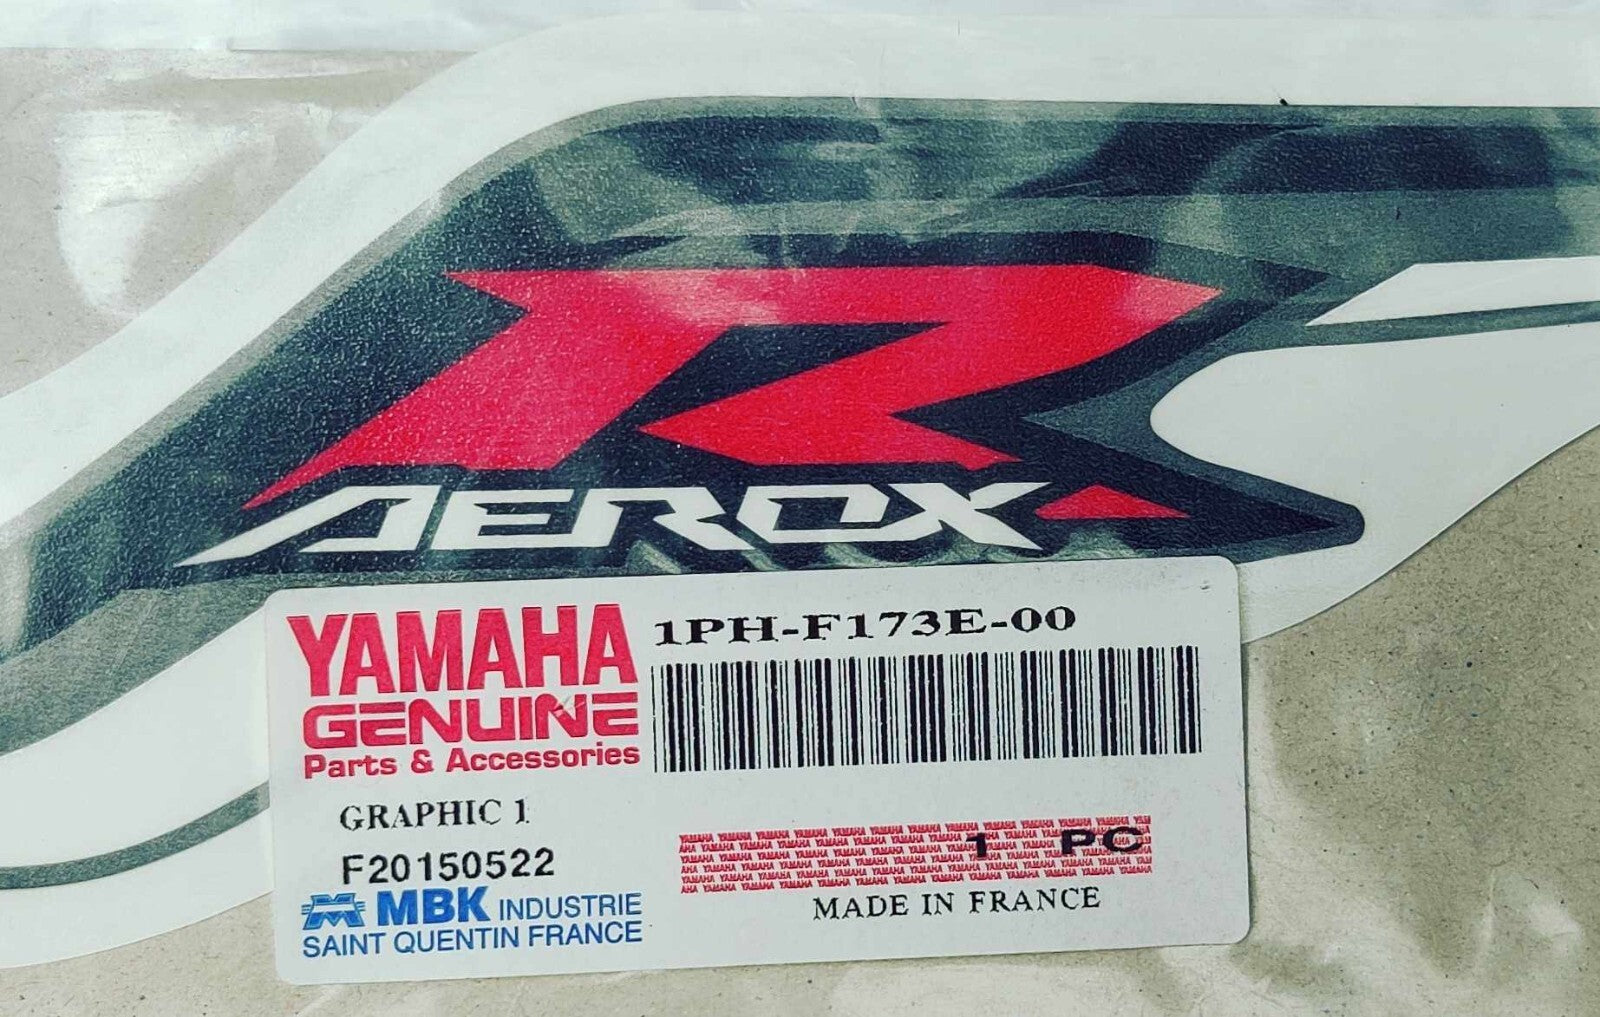 R
AEROX
YAMAHA
GENUINE
Parts & Accessories
1PH-F173E-00
GRAPHIC 1
F20150522
MBK INDUSTRIE
SAINT QUENTIN FRANCE
1 PC
MADE IN FRANCE